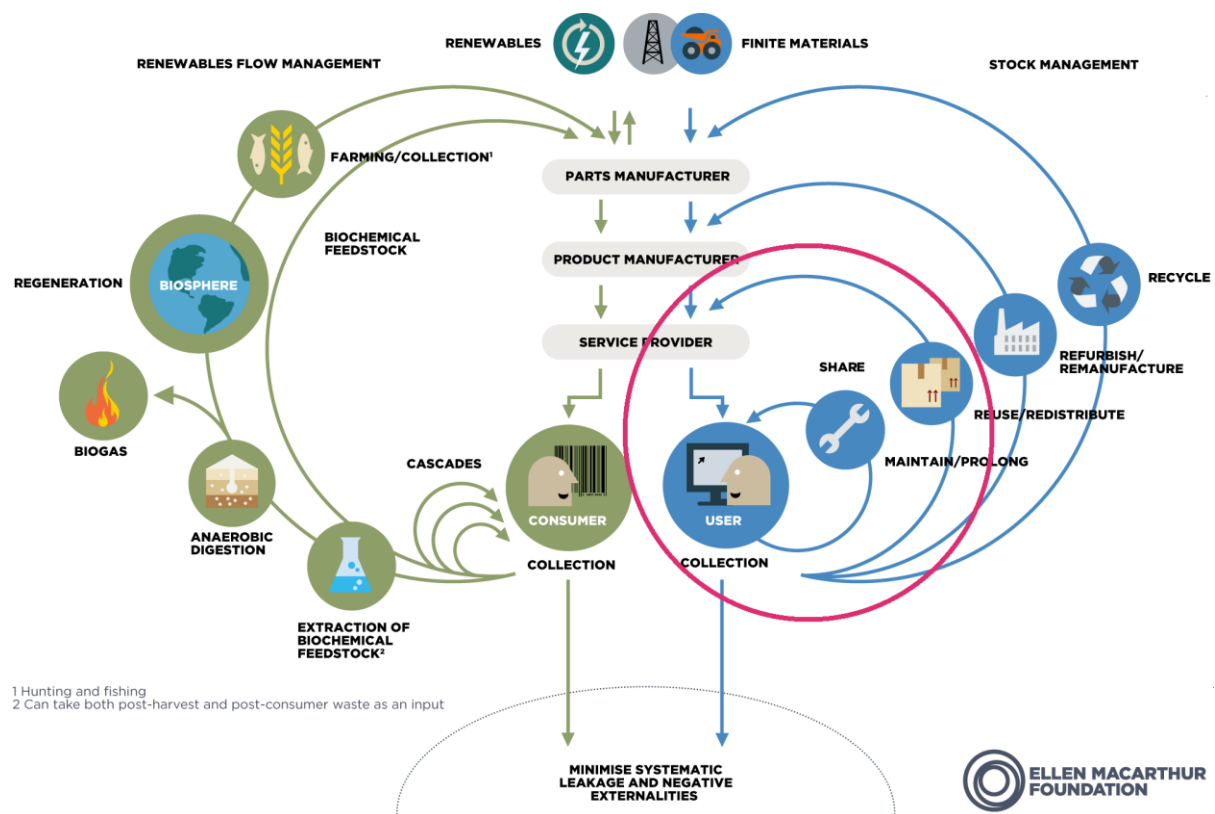 RENEWABLES
FINITE MATERIALS
RENEWABLES FLOW MANAGEMENT
STOCK MANAGEMENT
FARMING/COLLECTION¹
PARTS MANUFACTURER
BIOCHEMICAL
FEEDSTOCK
PRODUCT MANUFACTURER
REGENERATION
BIOSPHERE
RECYCLE
SERVICE PROVIDER
SHARE
REFURBISH/
REMANUFACTURE
REUSE/REDISTRIBUTE
BIOGAS
CASCADES
MAINTAIN/PROLONG
CONSUMER
USER
ANAEROBIC
DIGESTION
COLLECTION
COLLECTION
EXTRACTION OF
BIOCHEMICAL
FEEDSTOCK²
1 Hunting and fishing
2 Can take both post-harvest and post-consumer waste as an input
MINIMISE SYSTEMATIC
LEAKAGE AND NEGATIVE
EXTERNALITIES
ELLEN MACARTHUR
FOUNDATION